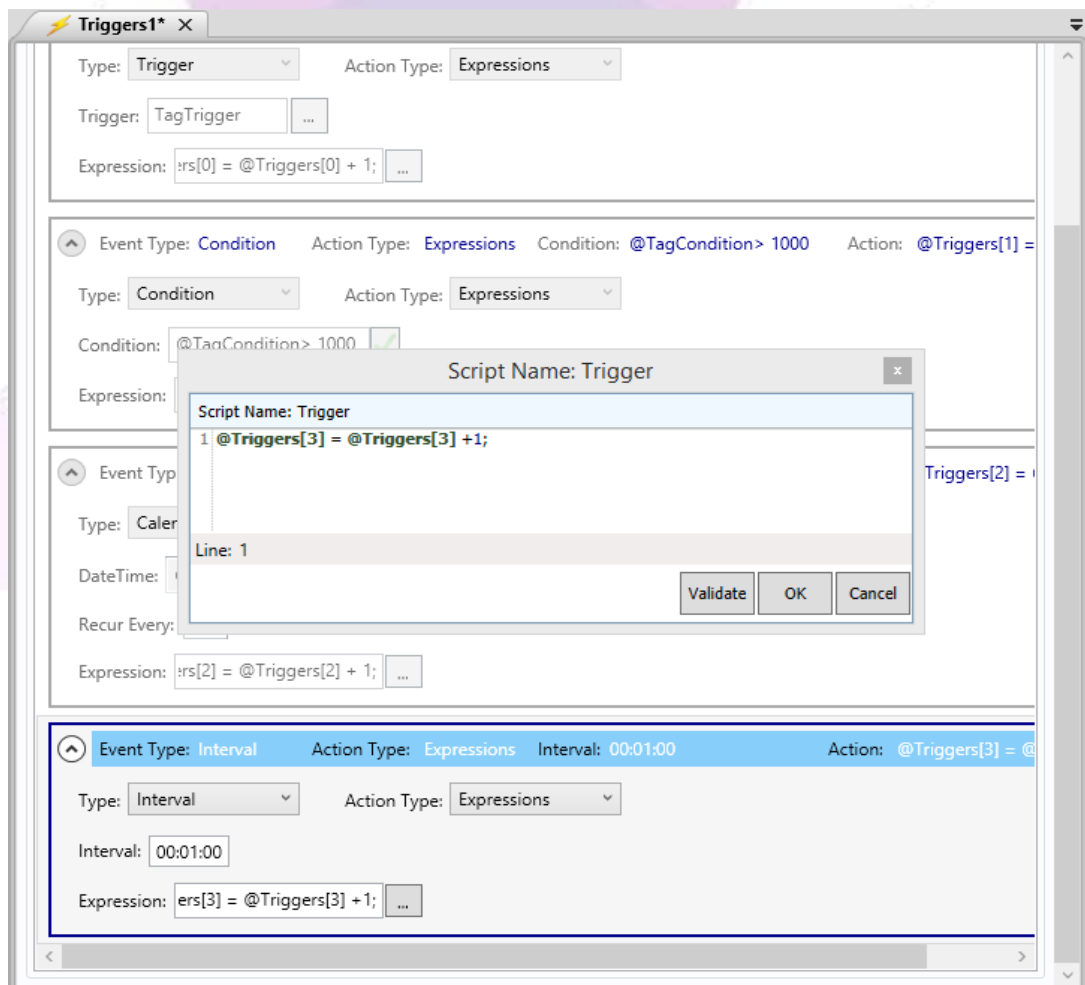 Triggers1*
Type: Trigger Action Type: Expressions
Trigger: TagTrigger ...
Expression: ers[0] = @Triggers[0] + 1; ...
Event Type: Condition Action Type: Expressions Condition: @TagCondition> 1000 Action: @Triggers[1] =
Type: Condition Action Type: Expressions
Condition: @TagCondition> 1000
Script Name: Trigger x
Expression:
Script Name: Trigger
1 @Triggers[3] = @Triggers[3] +1;
Event Typ Triggers[2] =
Type: Caler
Line: 1
DateTime:
Validate OK Cancel
Recur Every:
Expression: ers[2] = @Triggers[2] + 1; ...
Event Type: Interval Action Type: Expressions Interval: 00:01:00 Action: @Triggers[3] = @
Type: Interval Action Type: Expressions
Interval: 00:01:00
Expression: ers[3] = @Triggers[3] +1; ...